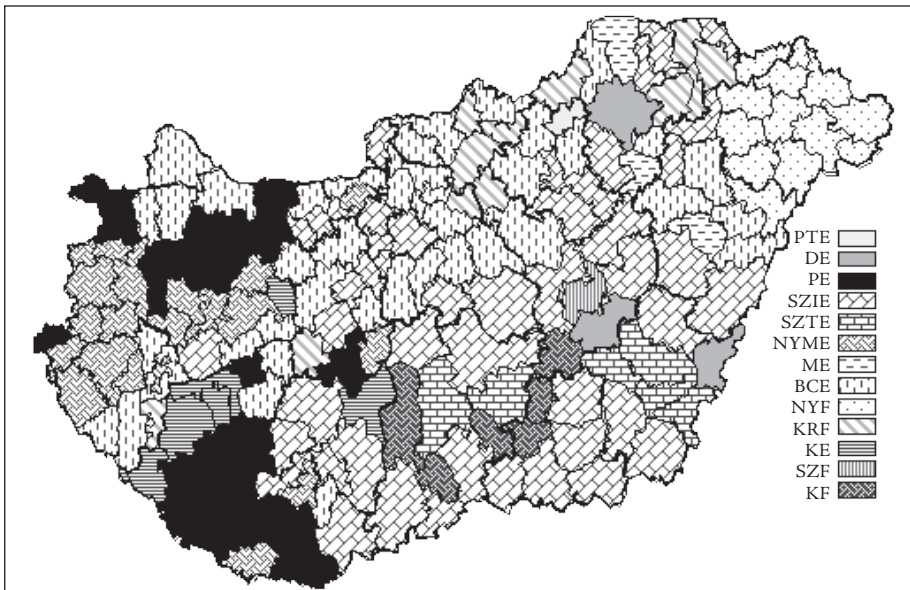 PTE
DE
PE
SZIE
SZTE
NYME
ME
BCE
NYF
KRF
KE
SZF
KF